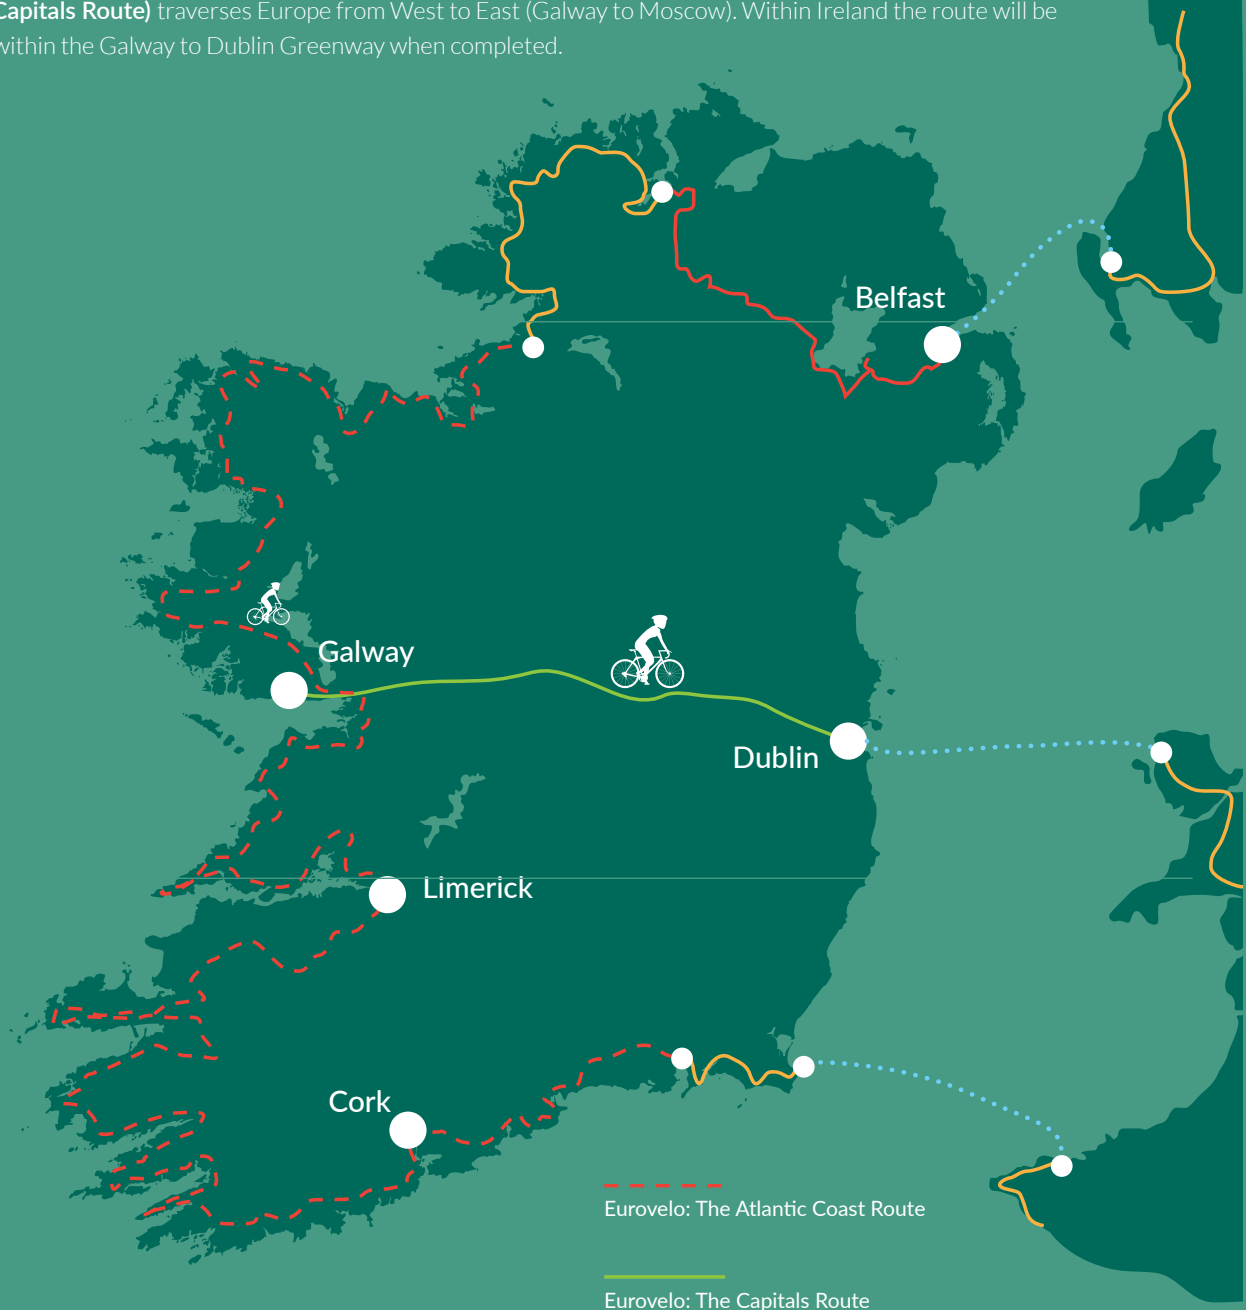 Capitals Route) traverses Europe from West to East (Galway to Moscow). Within Ireland the route will be
within the Galway to Dublin Greenway when completed.
Belfast
Galway
Dublin
Limerick
Cork
Eurovelo: The Atlantic Coast Route
Eurovelo: The Capitals Route